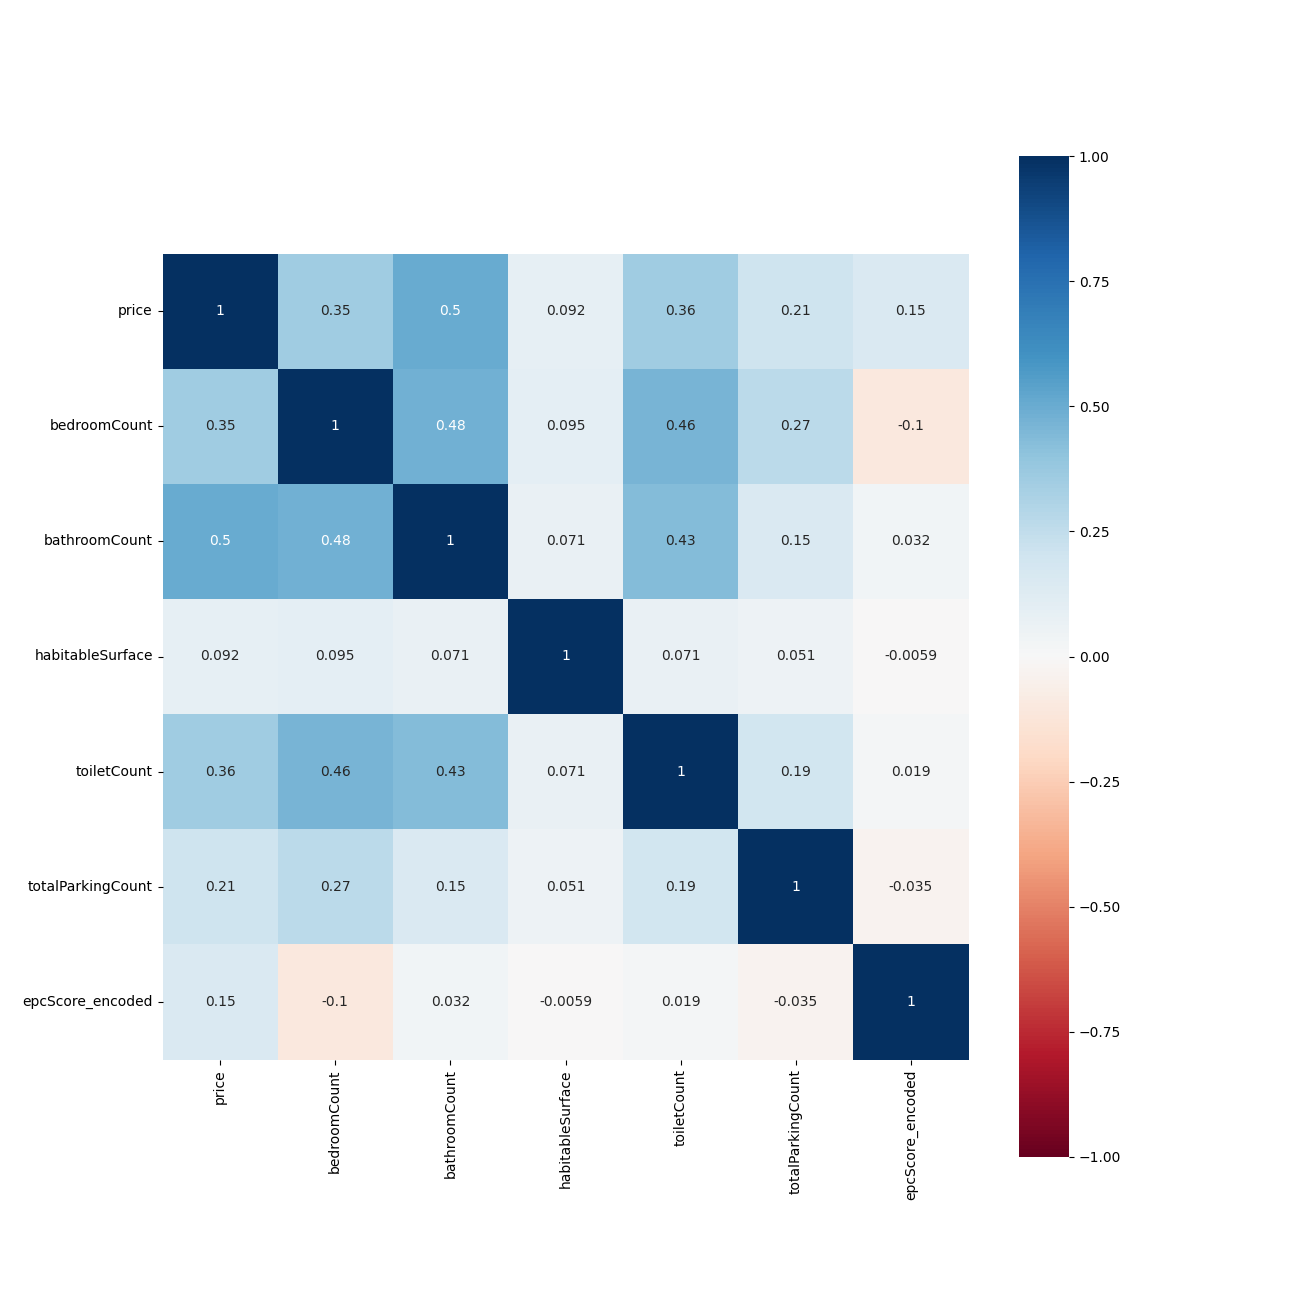 price 1 0.35 0.5 0.092 0.36 0.21 0.15
bedroomCount 0.35 1 0.48 0.095 0.46 0.27 -0.1
bathroomCount 0.5 0.48 1 0.071 0.43 0.15 0.032
habitableSurface 0.092 0.095 0.071 1 0.071 0.051 -0.0059
toiletCount 0.36 0.46 0.43 0.071 1 0.19 0.019
totalParkingCount 0.21 0.27 0.15 0.051 0.19 1 -0.035
epcScore_encoded 0.15 -0.1 0.032 -0.0059 0.019 -0.035 1
price
bedroomCount
bathroomCount
habitableSurface
toiletCount
totalParkingCount
epcScore_encoded
1.00
0.75
0.50
0.25
0.00
−0.25
−0.50
−0.75
−1.00